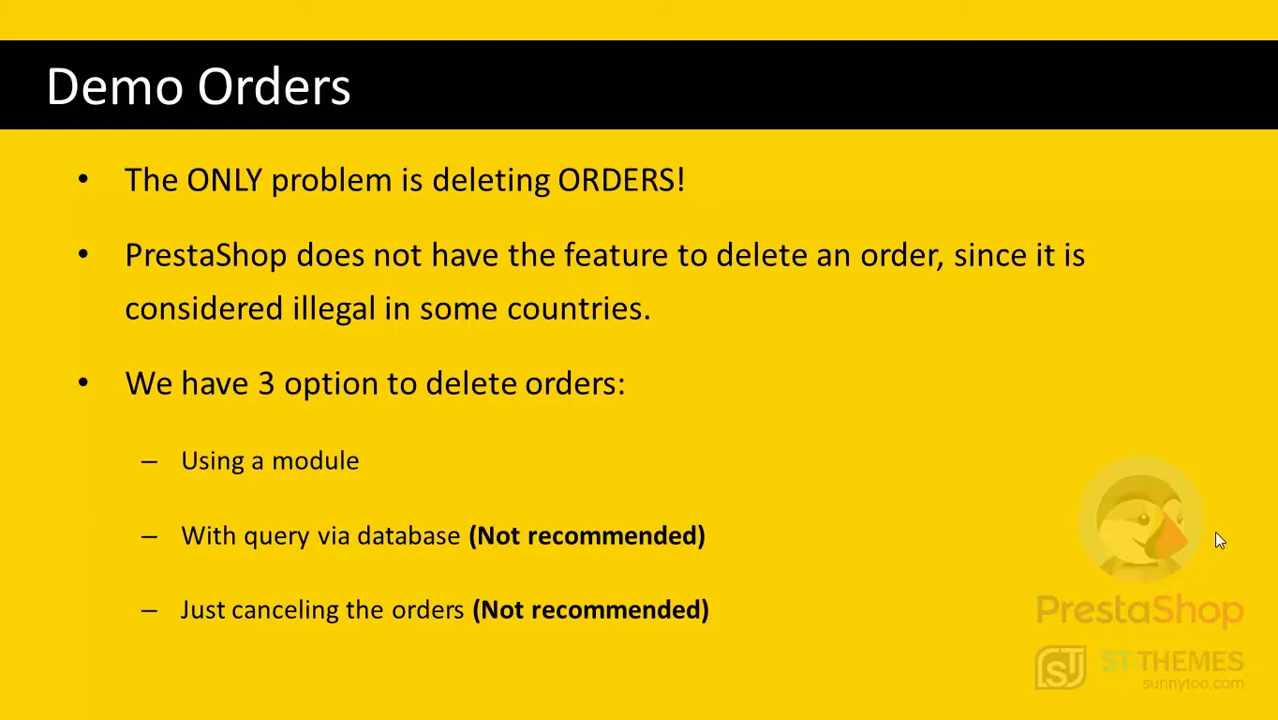 Demo Orders
• The ONLY problem is deleting ORDERS!
• PrestaShop does not have the feature to delete an order, since it is
considered illegal in some countries.
• We have 3 option to delete orders:
– Using a module
– With query via database (Not recommended)
– Just canceling the orders (Not recommended)
PrestaShop
ST ST-THEMES
sunnytoo.com